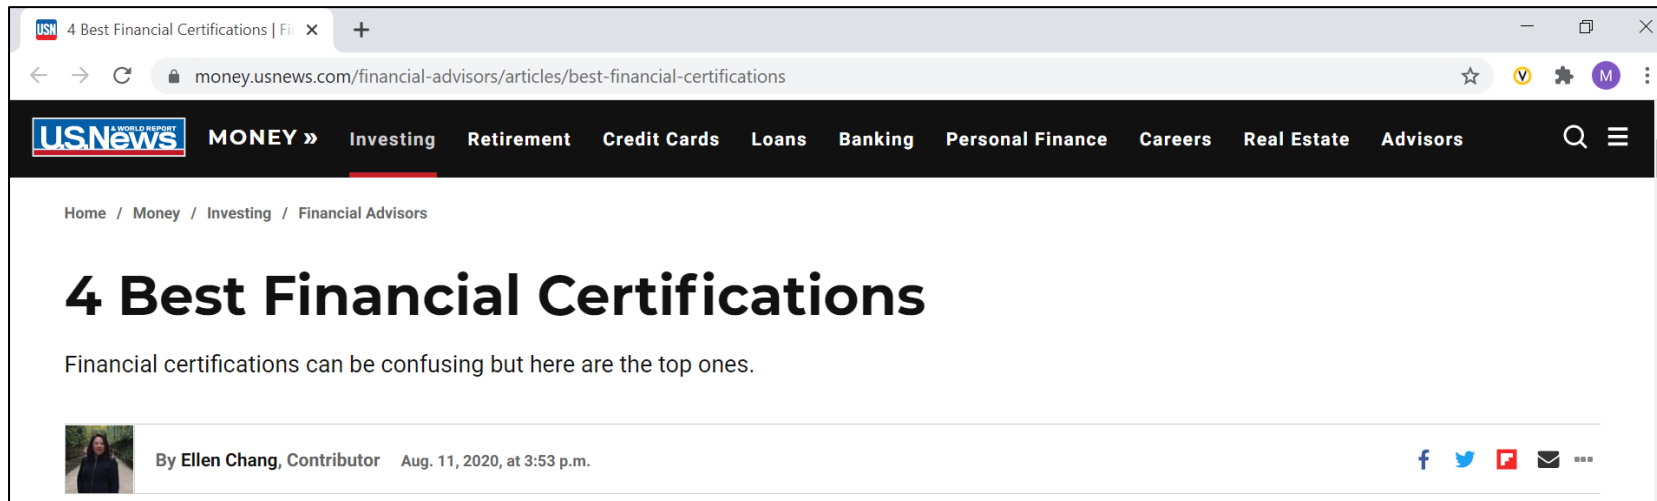 USN 4 Best Financial Certifications | Fi
money.usnews.com/financial-advisors/articles/best-financial-certifications
V
M
U.S.News & WORLD REPORT MONEY » Investing Retirement Credit Cards Loans Banking Personal Finance Careers Real Estate Advisors
Home / Money / Investing / Financial Advisors
4 Best Financial Certifications
Financial certifications can be confusing but here are the top ones.
By Ellen Chang, Contributor Aug. 11, 2020, at 3:53 p.m.